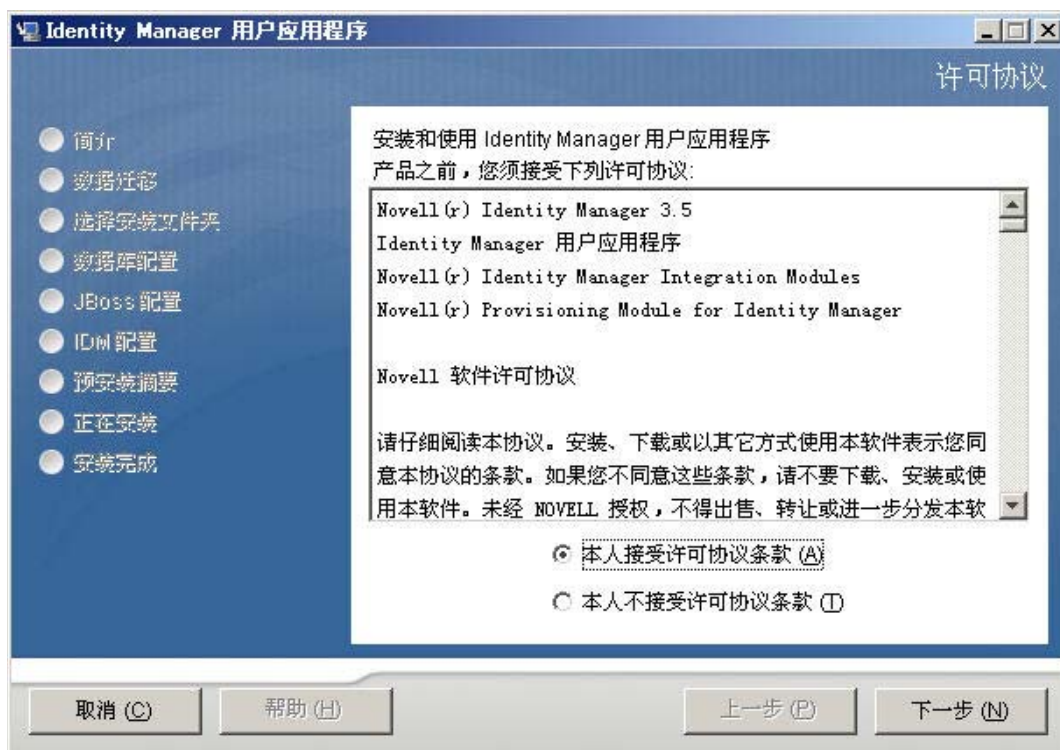 Identity Manager 用户应用程序
许可协议
简介
数据迁移
选择安装文件夹
数据库配置
JBoss 配置
IDM 配置
预安装摘要
正在安装
安装完成
安装和使用 Identity Manager 用户应用程序
产品之前，您须接受下列许可协议:
Novell(r) Identity Manager 3.5
Identity Manager 用户应用程序
Novell(r) Identity Manager Integration Modules
Novell(r) Provisioning Module for Identity Manager
Novell 软件许可协议
请仔细阅读本协议。安装、下载或以其它方式使用本软件表示您同
意本协议的条款。如果您不同意这些条款，请不要下载、安装或使
用本软件。未经 NOVELL 授权，不得出售、转让或进一步分发本软
本人接受许可协议条款 (A)
本人不接受许可协议条款 (T)
取消 (C)
帮助 (H)
上一步 (P)
下一步 (N)